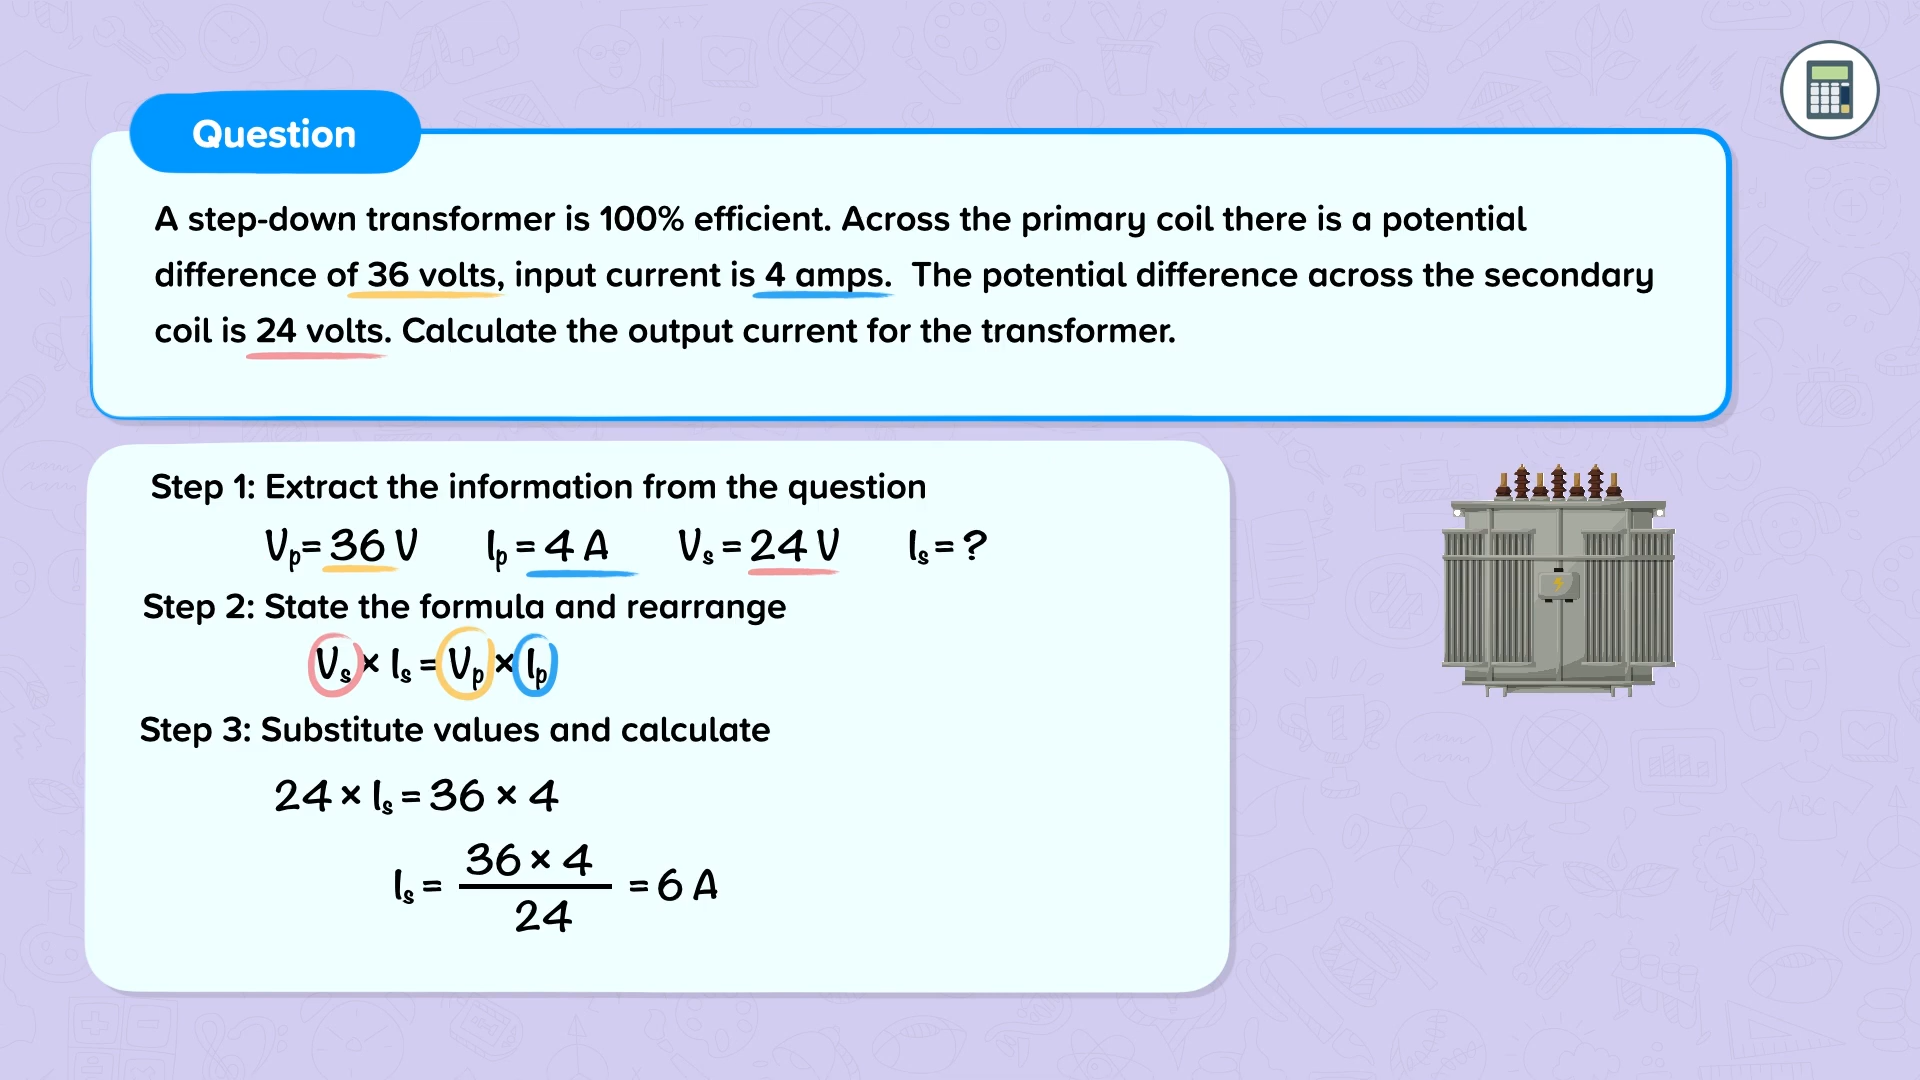 Question
A step-down transformer is 100% efficient. Across the primary coil there is a potential
difference of 36 volts, input current is 4 amps. The potential difference across the secondary
coil is 24 volts. Calculate the output current for the transformer.
Step 1: Extract the information from the question
Vₚ= 36 V Iₚ = 4 A Vₛ = 24 V Iₛ = ?
Step 2: State the formula and rearrange
Vₛ × Iₛ = Vₚ × Iₚ
Step 3: Substitute values and calculate
24 × Iₛ = 36 × 4
36 × 4
Iₛ = = 6 A
24